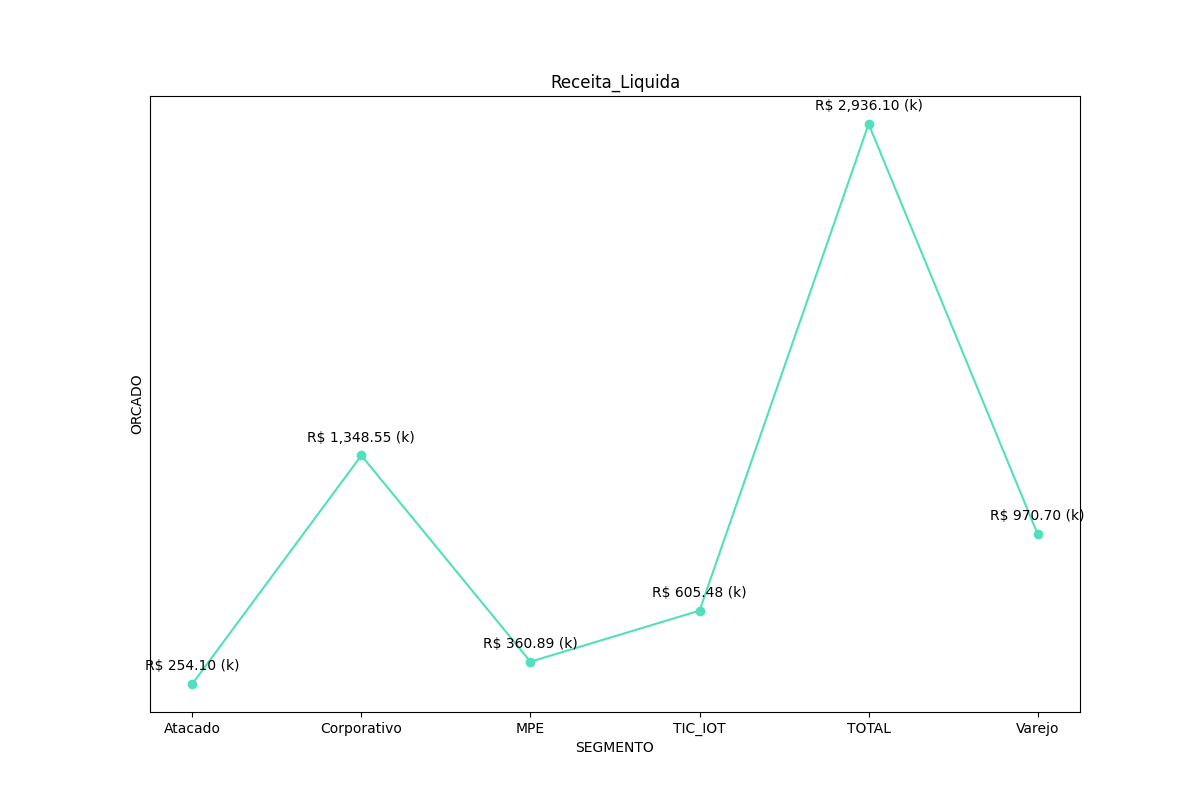 Receita_Liquida
R$ 2,936.10 (k)
R$ 1,348.55 (k)
R$ 970.70 (k)
R$ 605.48 (k)
R$ 360.89 (k)
R$ 254.10 (k)
ORCADO
Atacado Corporativo MPE TIC_IOT TOTAL Varejo
SEGMENTO